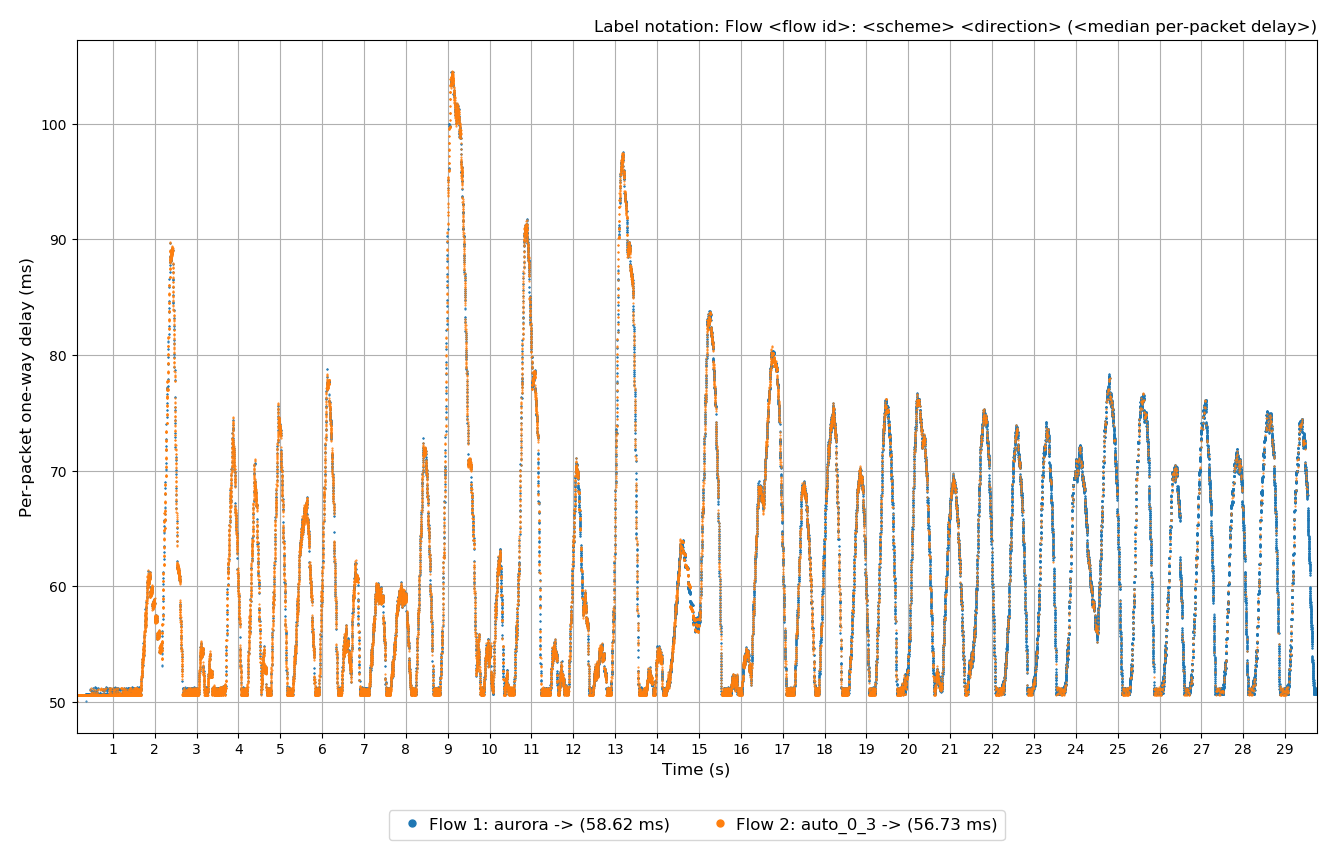 Label notation: Flow <flow id>: <scheme> <direction> (<median per-packet delay>)
Per-packet one-way delay (ms)
100
90
80
70
60
50
1 2 3 4 5 6 7 8 9 10 11 12 13 14 15 16 17 18 19 20 21 22 23 24 25 26 27 28 29
Time (s)
Flow 1: aurora -> (58.62 ms) Flow 2: auto_0_3 -> (56.73 ms)